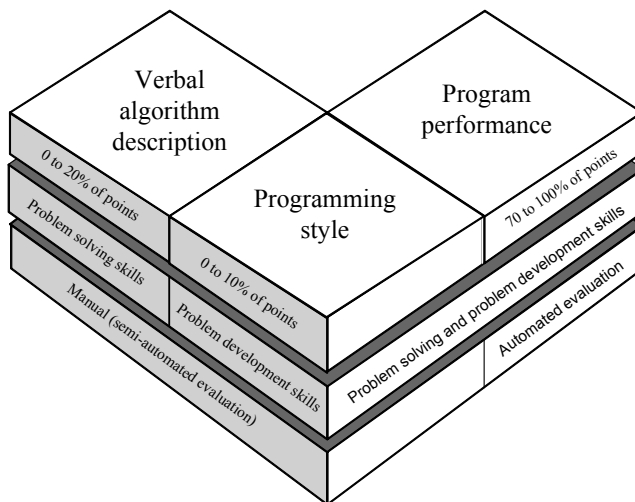 Verbal
algorithm
description
Program
performance
Programming
style
0 to 20% of points
0 to 10% of points
70 to 100% of points
Problem solving skills
Problem development skills
Problem solving and problem development skills
Manual (semi-automated evaluation)
Automated evaluation